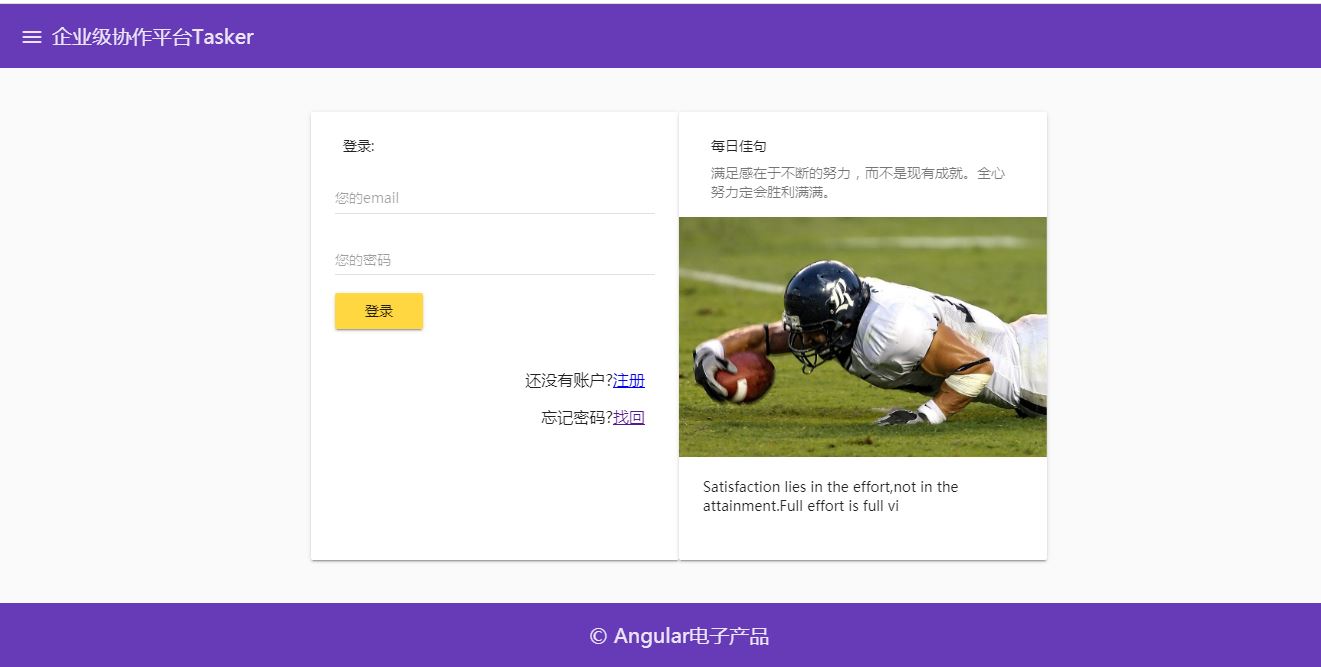 企业级协作平台Tasker
登录:
您的email
您的密码
登录
还没有账户?注册
忘记密码?找回
每日佳句
满足感在于不断的努力，而不是现有成就。全心
努力定会胜利满满。
R
Satisfaction lies in the effort,not in the
attainment.Full effort is full vi
© Angular电子产品